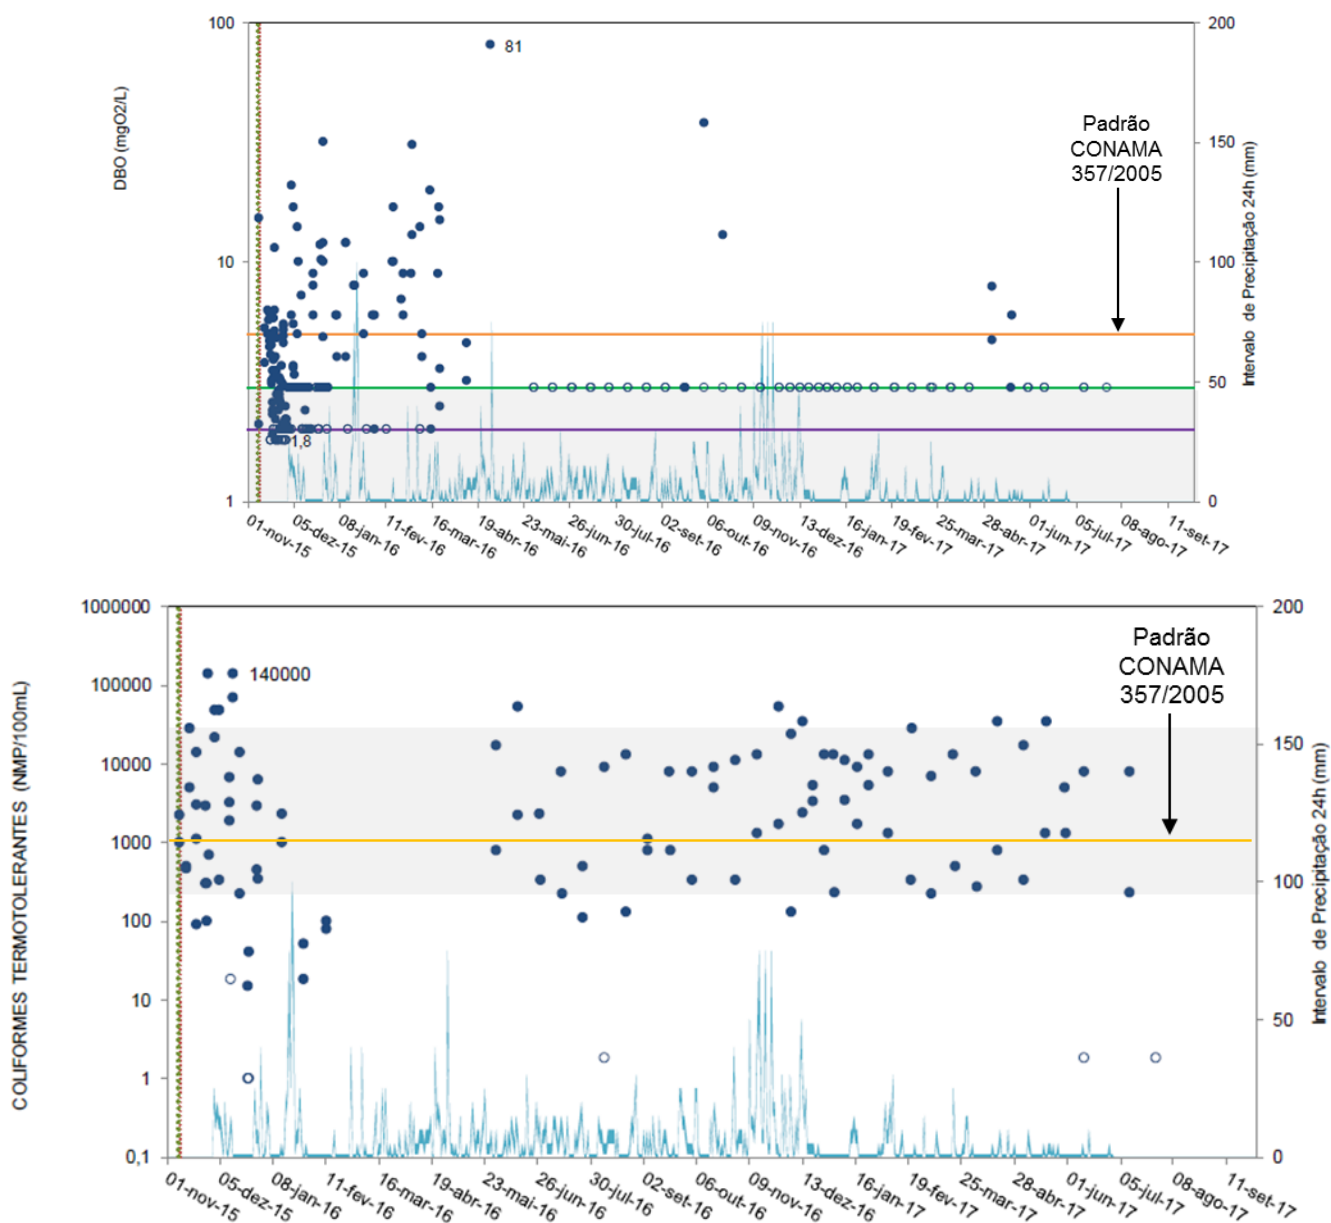 100
200
81
DBO (mgO2/L)
Padrão
CONAMA
357/2005
150
Intervalo de Precipitação 24h (mm)
10
100
50
1,8
1
0
01-nov-15
05-dez-15
08-jan-16
11-fev-16
16-mar-16
19-abr-16
23-mai-16
26-jun-16
30-jul-16
02-set-16
06-out-16
09-nov-16
13-dez-16
16-jan-17
19-fev-17
25-mar-17
28-abr-17
01-jun-17
05-jul-17
08-ago-17
11-set-17
1000000
200
Padrão
CONAMA
357/2005
140000
100000
150
10000
COLIFORMES TERMOTOLERANTES (NMP/100mL)
Intervalo de Precipitação 24h (mm)
1000
100
100
10
50
1
0,1
0
01-nov-15
05-dez-15
08-jan-16
11-fev-16
16-mar-16
19-abr-16
23-mai-16
26-jun-16
30-jul-16
02-set-16
06-out-16
09-nov-16
13-dez-16
16-jan-17
19-fev-17
25-mar-17
28-abr-17
01-jun-17
05-jul-17
08-ago-17
11-set-17